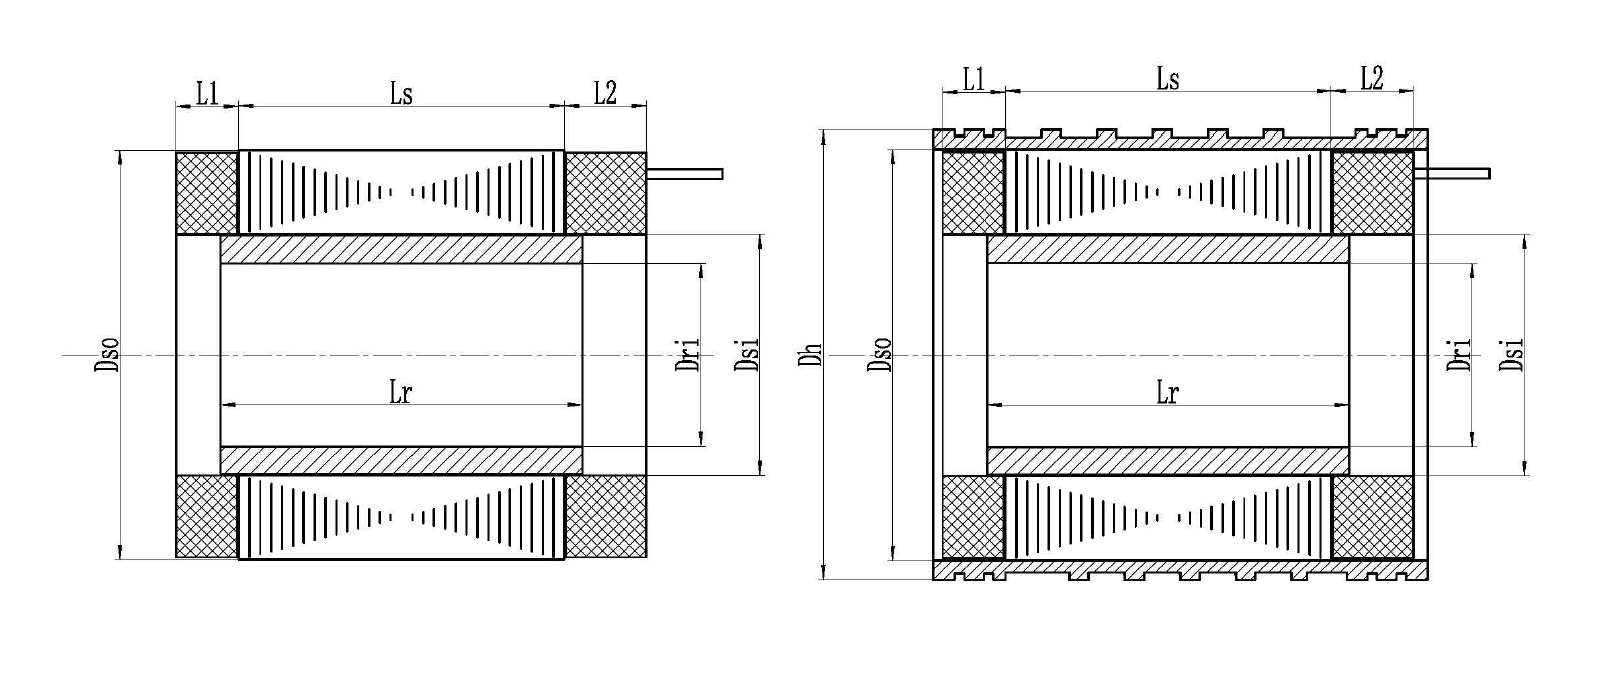 L1 Ls L2
Dso Dri Dsi
Lr
L1 Ls L2
Dh Dso Dri Dsi
Lr